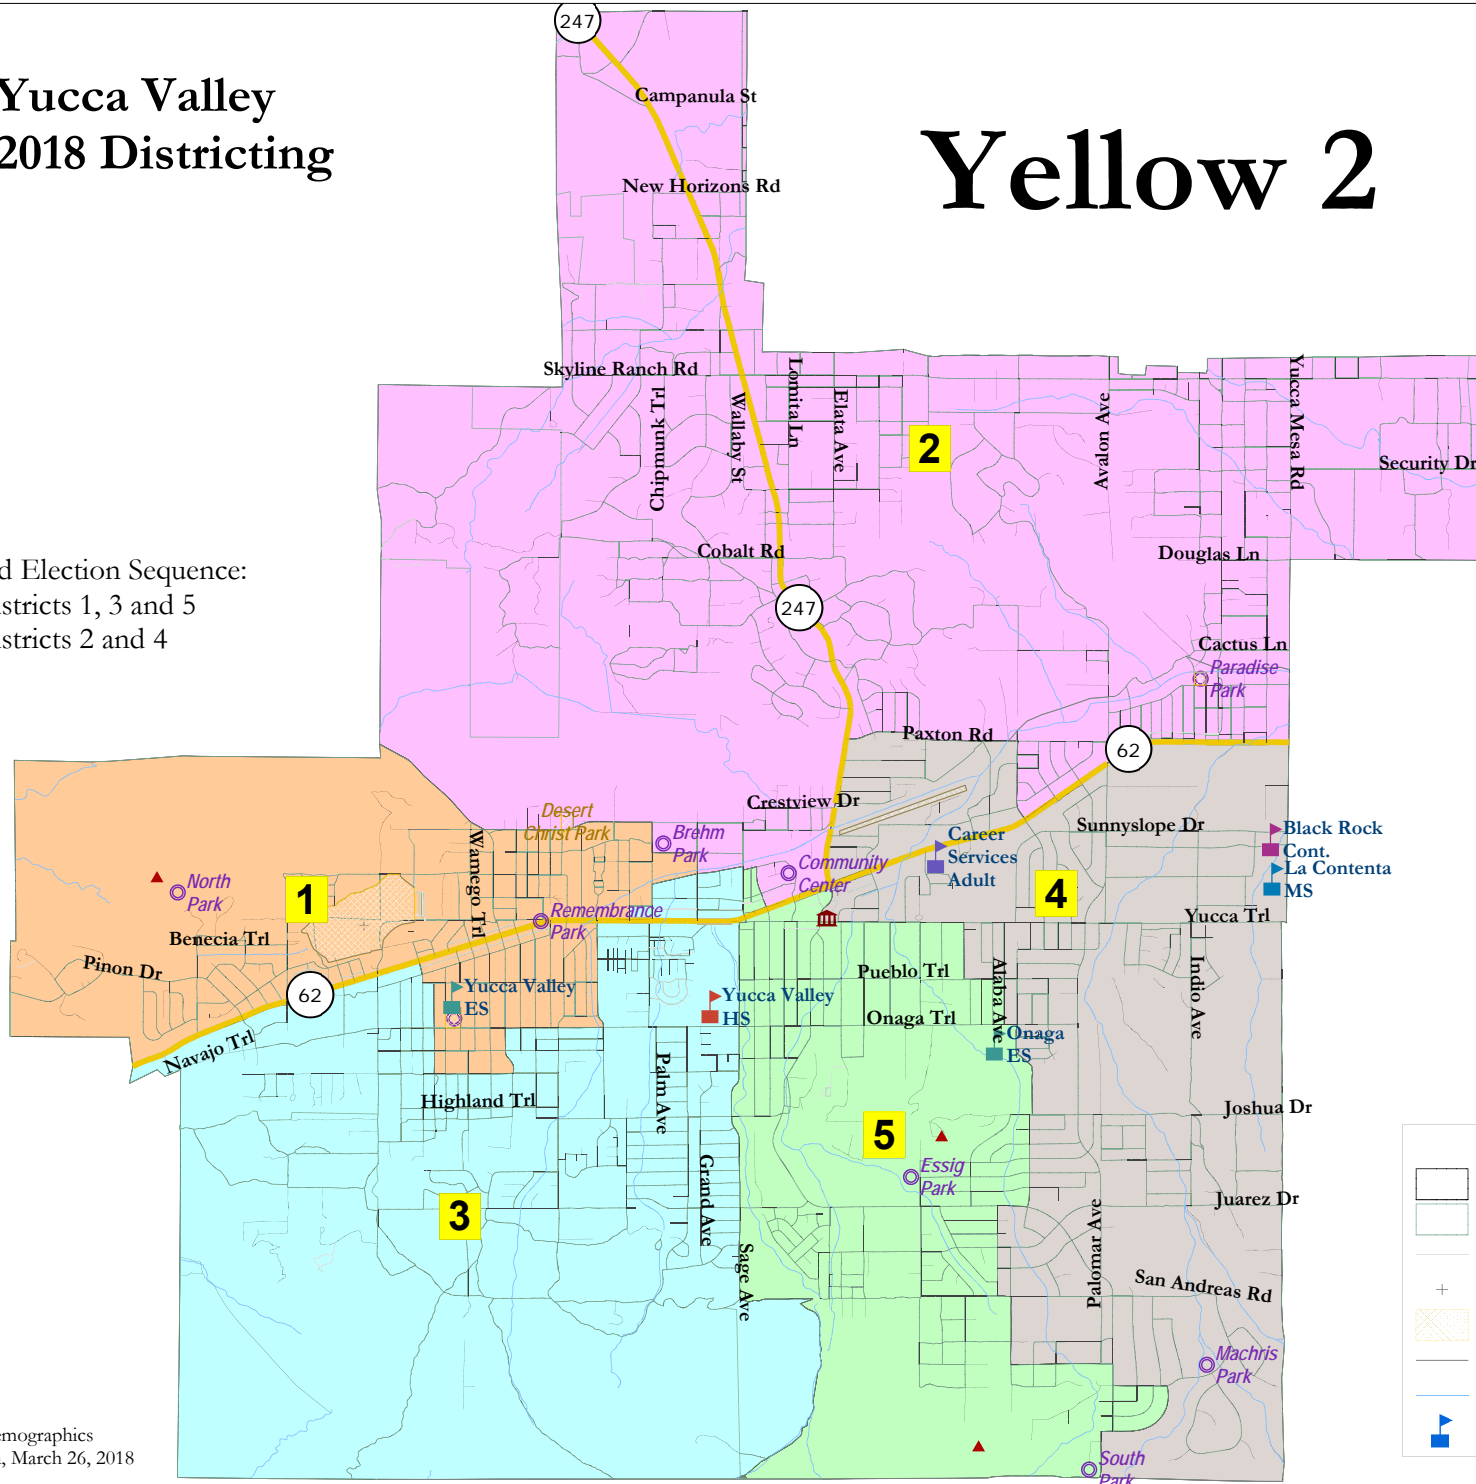 247
Yucca Valley
2018 Districting
Yellow 2
Campanula St
New Horizons Rd
Skyline Ranch Rd
Chipmunk Trl
Wallaby St
Lomita Ln
Elata Ave
2
Avalon Ave
Yucca Mesa Rd
Security Dr
Cobalt Rd
Douglas Ln
d Election Sequence:
stricts 1, 3 and 5
stricts 2 and 4
247
Cactus Ln
Paradise
Park
Paxton Rd
62
Crestview Dr
Desert
Christ Park
Brehm
Park
Community
Center
Career
Services
Adult
Sunnyslope Dr
Black Rock
Cont.
La Contenta
MS
North
Park
1
Wamego Trl
Remembrance
Park
4
Yucca Trl
Benecia Trl
Pinon Dr
62
Navajo Trl
Yucca Valley
ES
Yucca Valley
HS
Pueblo Trl
Onaga Trl
Alaba Ave
Onaga
ES
Indio Ave
Highland Trl
Palm Ave
Joshua Dr
5
Essig
Park
Grand Ave
3
Juarez Dr
Sage Ave
Palomar Ave
San Andreas Rd
Machris
Park
South
Park
emographics
, March 26, 2018